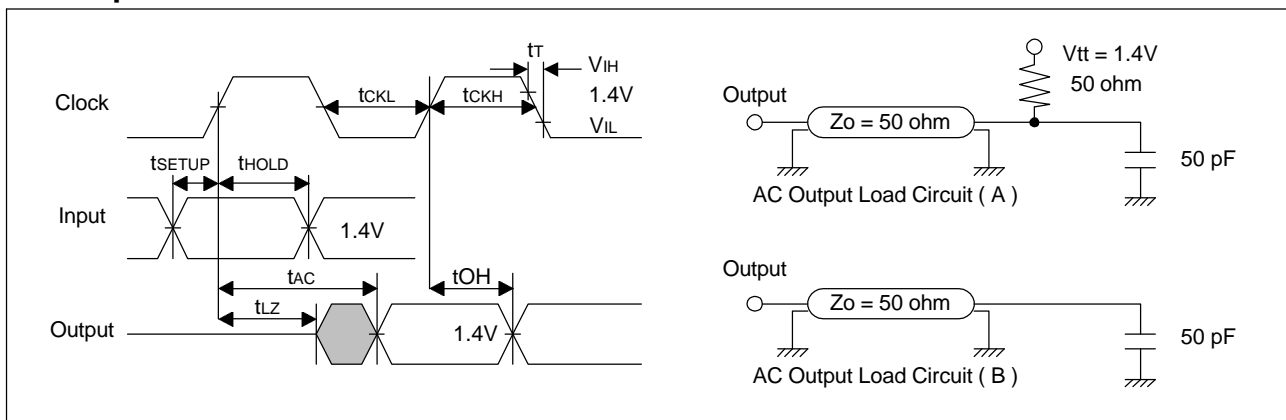 tT
VIH
Clock
tCKL
tCKH
1.4V
VIL
tSETUP
tHOLD
Input
1.4V
tAC
tOH
tLZ
Output
1.4V
Vtt = 1.4V
50 ohm
Output
Zo = 50 ohm
50 pF
AC Output Load Circuit ( A )
Output
Zo = 50 ohm
50 pF
AC Output Load Circuit ( B )